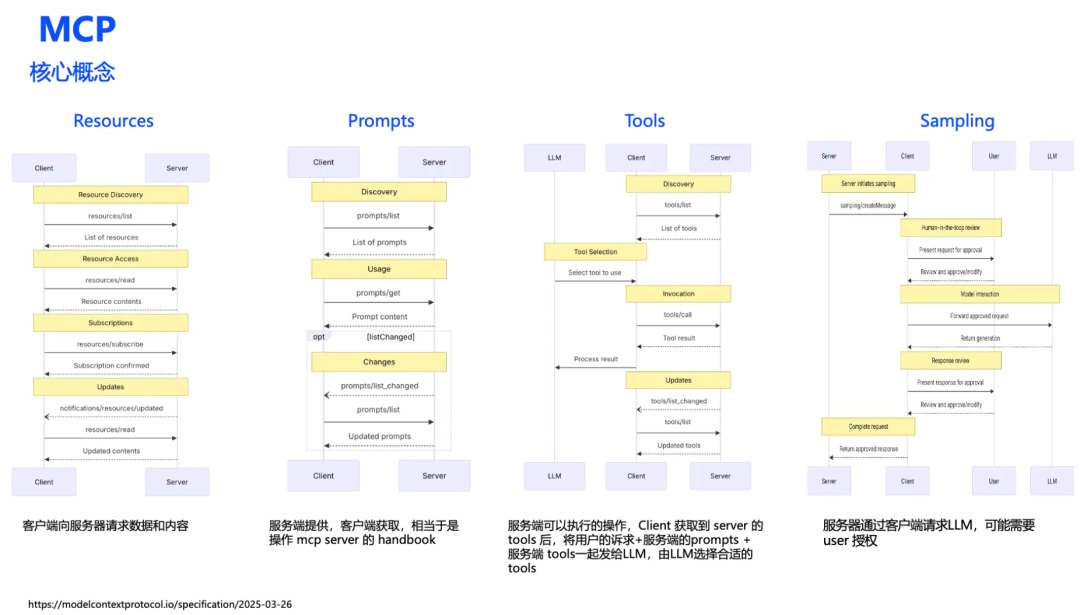 MCP
核心概念
Resources
Client
Server
Resource Discovery
resources/list
List of resources
Resource Access
resources/read
Resource contents
Subscriptions
resources/subscribe
Subscription confirmed
Updates
notifications/resources/updated
resources/read
Updated contents
Client
Server
客户端向服务器请求数据和内容
Prompts
Client
Server
Discovery
prompts/list
List of prompts
Usage
prompts/get
Prompt content
opt
[listChanged]
Changes
prompts/list_changed
prompts/list
Updated prompts
Client
Server
服务端提供，客户端获取，相当于是
操作 mcp server 的 handbook
Tools
LLM
Client
Server
Discovery
tools/list
List of tools
Tool Selection
Select tool to use
Invocation
tools/call
Tool result
Process result
Updates
tools/list_changed
tools/list
Updated tools
LLM
Client
Server
服务端可以执行的操作，Client 获取到 server 的
tools 后，将用户的诉求+服务端的prompts +
服务端 tools一起发给LLM，由LLM选择合适的
tools
Sampling
Server
Client
User
LLM
Server initiates sampling
sampling/createMessage
Human-in-the-loop review
Present request for approval
Review and approve/modify
Model interaction
Forward approved request
Return generation
Response review
Present response for approval
Review and approve/modify
Complete request
Return approved response
Server
Client
User
LLM
服务器通过客户端请求LLM，可能需要
user 授权
https://modelcontextprotocol.io/specification/2025-03-26